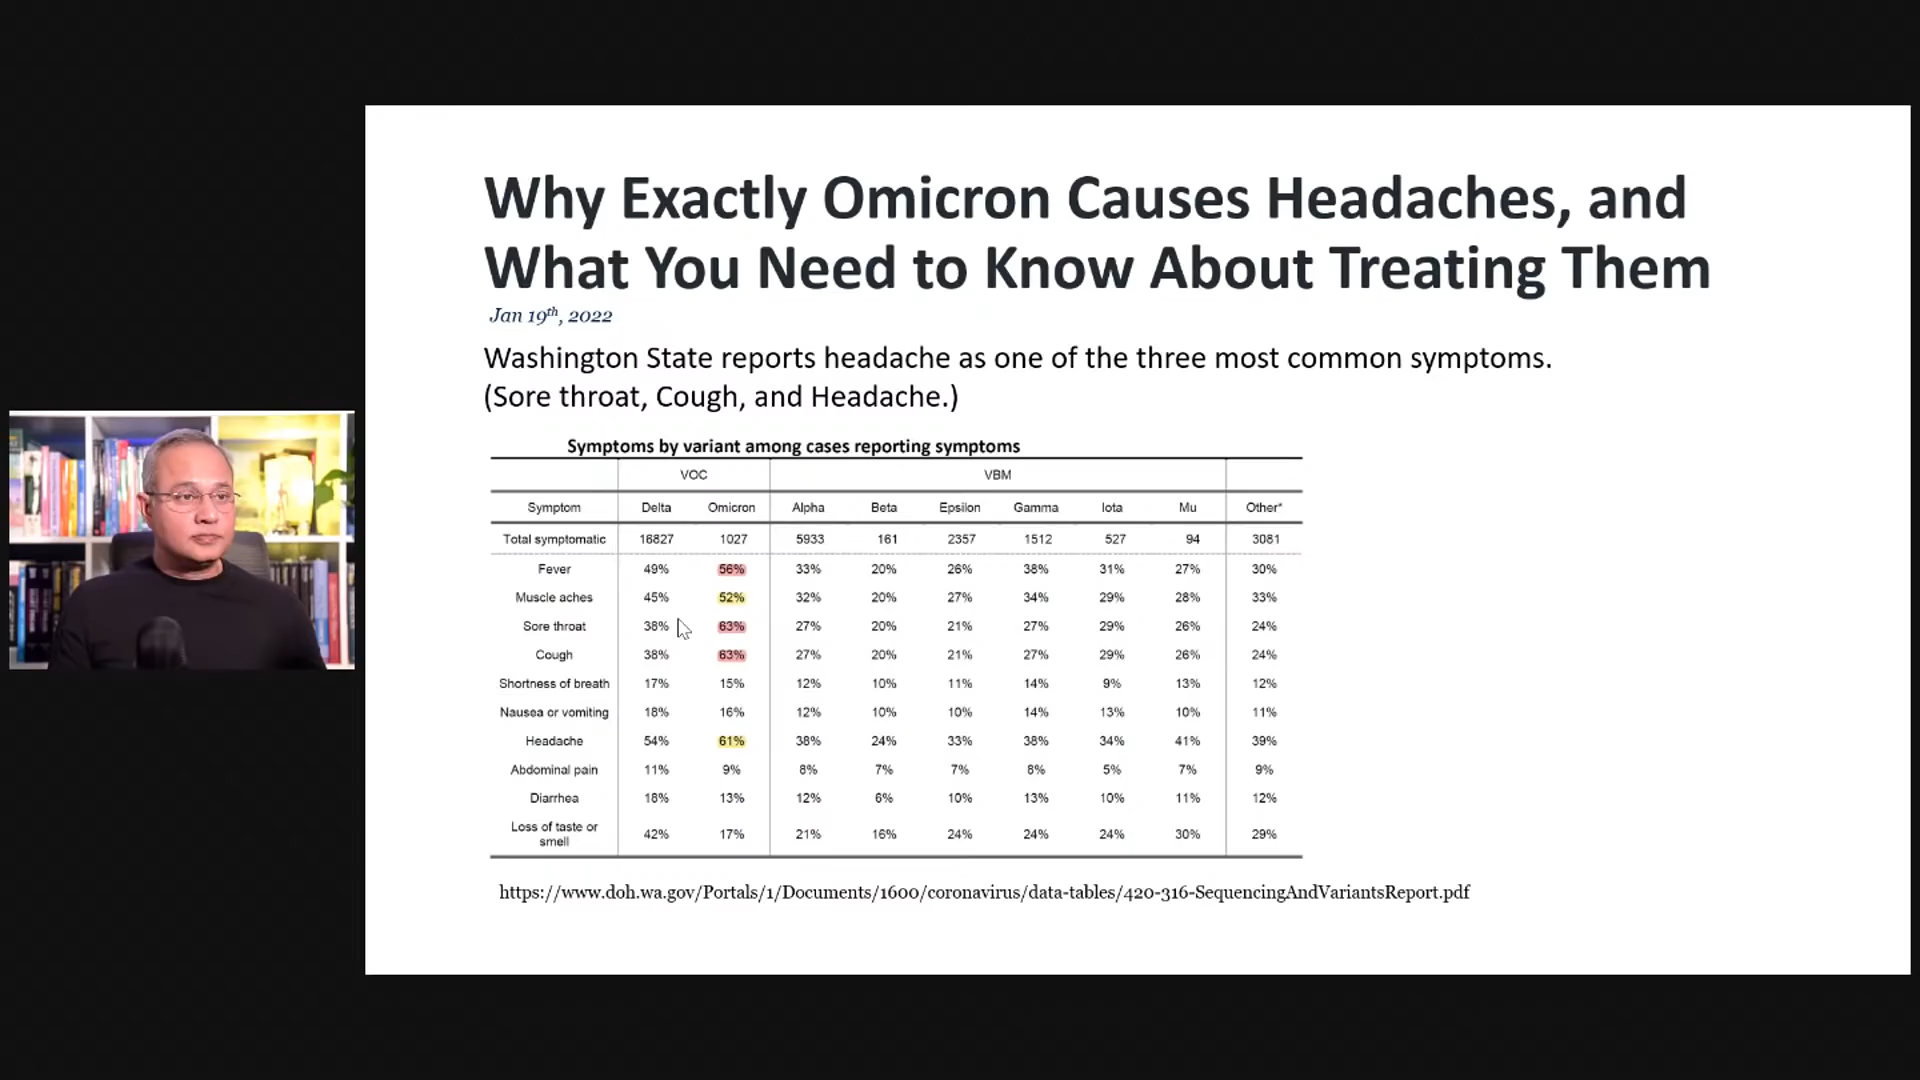 Why Exactly Omicron Causes Headaches, and
What You Need to Know About Treating Them
Jan 19th, 2022
Washington State reports headache as one of the three most common symptoms.
(Sore throat, Cough, and Headache.)
Symptoms by variant among cases reporting symptoms
VOC VBM
Symptom Delta Omicron Alpha Beta Epsilon Gamma Iota Mu Other*
Total symptomatic 16827 1027 5933 161 2357 1512 527 94 3081
Fever 49% 56% 33% 20% 26% 38% 31% 27% 30%
Muscle aches 45% 52% 32% 20% 27% 34% 29% 28% 33%
Sore throat 38% 63% 27% 20% 21% 27% 29% 26% 24%
Cough 38% 63% 27% 20% 21% 27% 29% 26% 24%
Shortness of breath 17% 15% 12% 10% 11% 14% 9% 13% 12%
Nausea or vomiting 18% 16% 12% 10% 10% 14% 13% 10% 11%
Headache 54% 61% 38% 24% 33% 38% 34% 41% 39%
Abdominal pain 11% 9% 8% 7% 7% 8% 5% 7% 9%
Diarrhea 18% 13% 12% 6% 10% 13% 10% 11% 12%
Loss of taste or
smell 42% 17% 21% 16% 24% 24% 24% 30% 29%
https://www.doh.wa.gov/Portals/1/Documents/1600/coronavirus/data-tables/420-316-SequencingAndVariantsReport.pdf